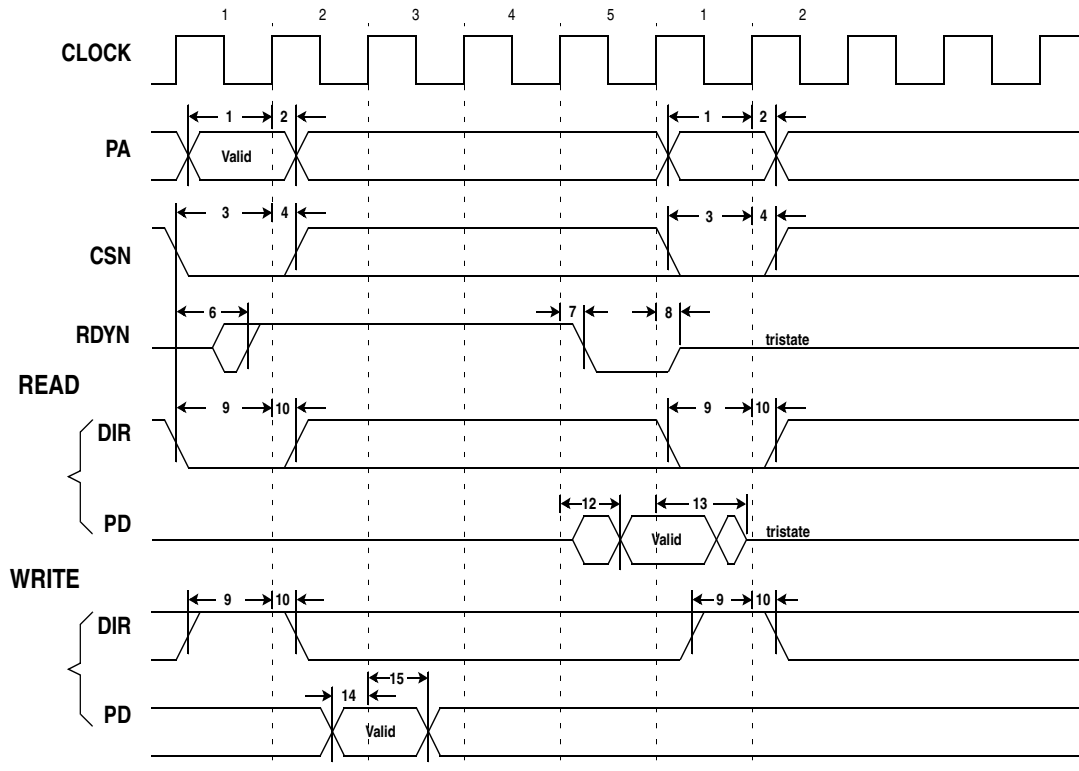 1 2 3 4 5 1 2
CLOCK
1 2 1 2
PA Valid
3 4 3 4
CSN
6 7 8
RDYN tristate
READ
9 10 9 10
DIR
12 13
PD Valid tristate
WRITE
9 10 9 10
DIR
15
14
PD Valid